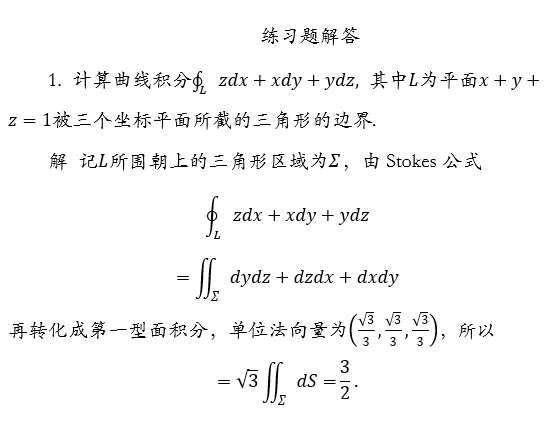 练习题解答
1. 计算曲线积分∮_L zdx + xdy + ydz, 其中L为平面x + y +
z = 1被三个坐标平面所截的三角形的边界.
解 记L所围朝上的三角形区域为Σ，由 Stokes 公式
∮_L zdx + xdy + ydz
= ∬_Σ dydz + dzdx + dxdy
再转化成第一型面积分，单位法向量为(√3/3, √3/3, √3/3)，所以
= √3 ∬_Σ dS = 3/2.